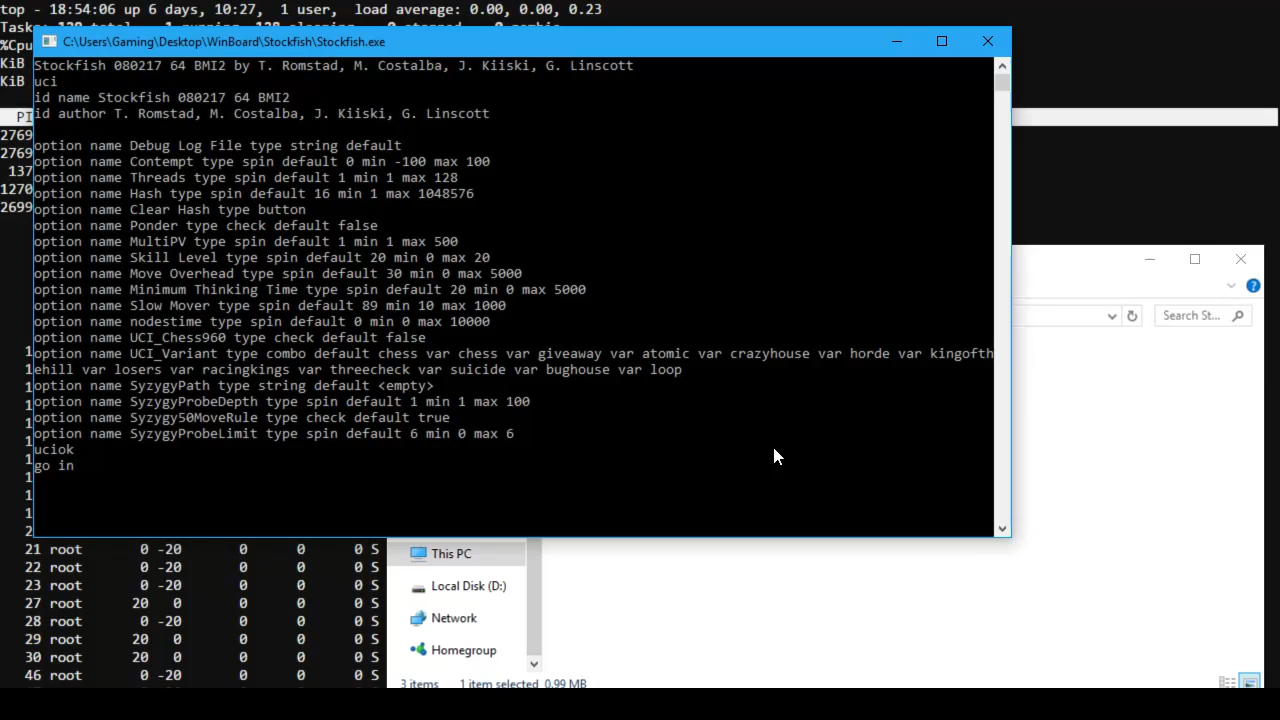 top - 18:54:06 up 6 days, 10:27,  1 user,  load average: 0.00, 0.00, 0.23
%Cpu
KiB
KiB
PI
2769
2769
137
1270
2699
C:\Users\Gaming\Desktop\WinBoard\Stockfish\Stockfish.exe
Stockfish 080217 64 BMI2 by T. Romstad, M. Costalba, J. Kiiski, G. Linscott
uci
id name Stockfish 080217 64 BMI2
id author T. Romstad, M. Costalba, J. Kiiski, G. Linscott
option name Debug Log File type string default
option name Contempt type spin default 0 min -100 max 100
option name Threads type spin default 1 min 1 max 128
option name Hash type spin default 16 min 1 max 1048576
option name Clear Hash type button
option name Ponder type check default false
option name MultiPV type spin default 1 min 1 max 500
option name Skill Level type spin default 20 min 0 max 20
option name Move Overhead type spin default 30 min 0 max 5000
option name Minimum Thinking Time type spin default 20 min 0 max 5000
option name Slow Mover type spin default 89 min 10 max 1000
option name nodestime type spin default 0 min 0 max 10000
option name UCI_Chess960 type check default false
option name UCI_Variant type combo default chess var chess var giveaway var atomic var crazyhouse var horde var kingofth
ehill var losers var racingkings var threecheck var suicide var bughouse var loop
option name SyzygyPath type string default <empty>
option name SyzygyProbeDepth type spin default 1 min 1 max 100
option name Syzygy50MoveRule type check default true
option name SyzygyProbeLimit type spin default 6 min 0 max 6
uciok
go in
Search St...
21 root 0 -20 0 0 0 S
22 root 0 -20 0 0 0 S
23 root 0 -20 0 0 0 S
27 root 20 0 0 0 0 S
28 root 0 -20 0 0 0 S
29 root 20 0 0 0 0 S
30 root 20 0 0 0 0 S
46 root 0 -20 0 0 0 S
This PC
Local Disk (D:)
Network
Homegroup
3 items 1 item selected 0.99 MB